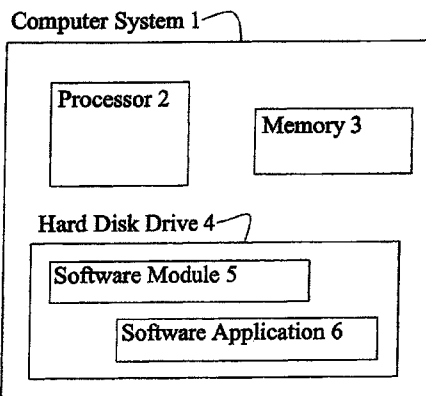 Computer System 1
Processor 2
Memory 3
Hard Disk Drive 4
Software Module 5
Software Application 6